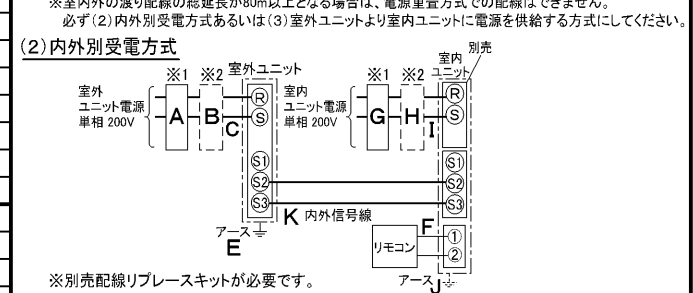 ※室内外の渡り配線の総延長が80m以上となる場合は、電源重畳方式での配線はできません。
必ず(2)内外別受電方式あるいは(3)室外ユニットより室内ユニットに電源を供給する方式にしてください。
(2)内外別受電方式
※1 ※2 室外ユニット
室外
ユニット電源
単相 200V
A B C
R
S
S1
S2
S3
アース
E
K 内外信号線
※1 ※2 室内
ユニット
別売
室内
ユニット電源
単相 200V
G H I
R
S
S1
S2
S3
F
リモコン
①
②
アース J
※別売配線リプレースキットが必要です。